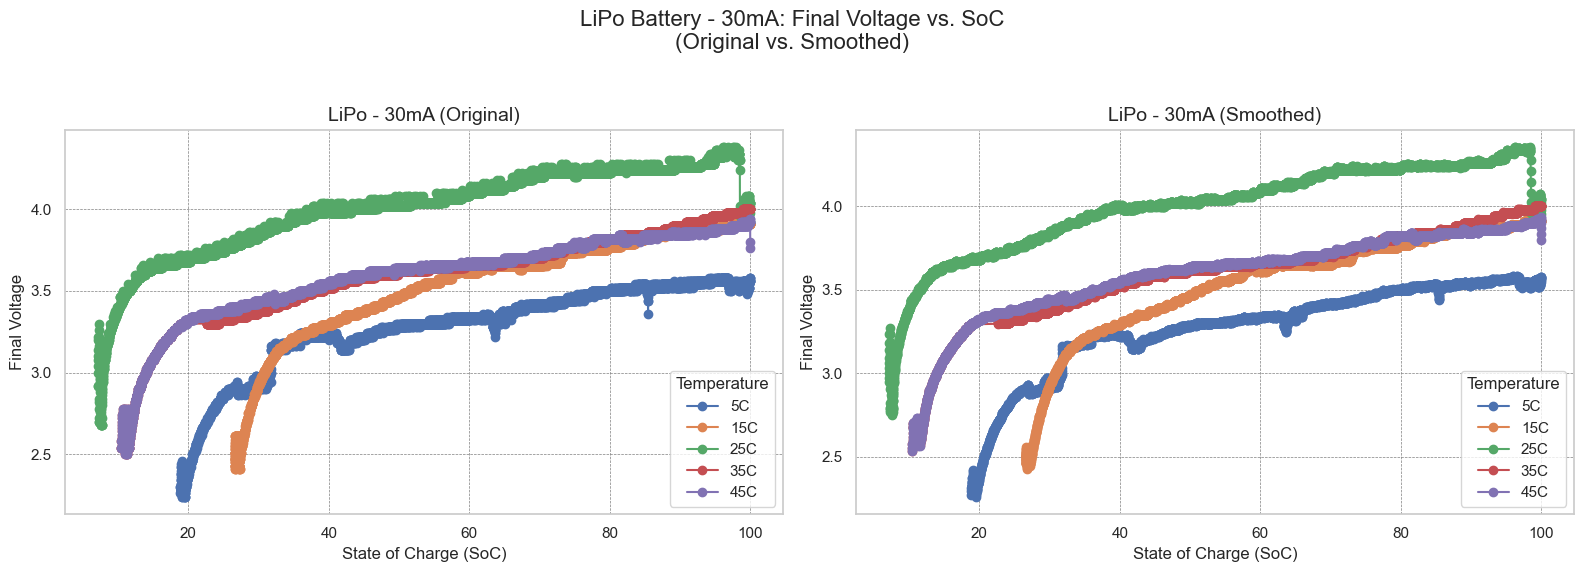 LiPo Battery - 30mA: Final Voltage vs. SoC
(Original vs. Smoothed)
LiPo - 30mA (Original)
Final Voltage
4.0
3.5
3.0
2.5
20
40
60
80
100
State of Charge (SoC)
Temperature
5C
15C
25C
35C
45C
LiPo - 30mA (Smoothed)
Final Voltage
4.0
3.5
3.0
2.5
20
40
60
80
100
State of Charge (SoC)
Temperature
5C
15C
25C
35C
45C